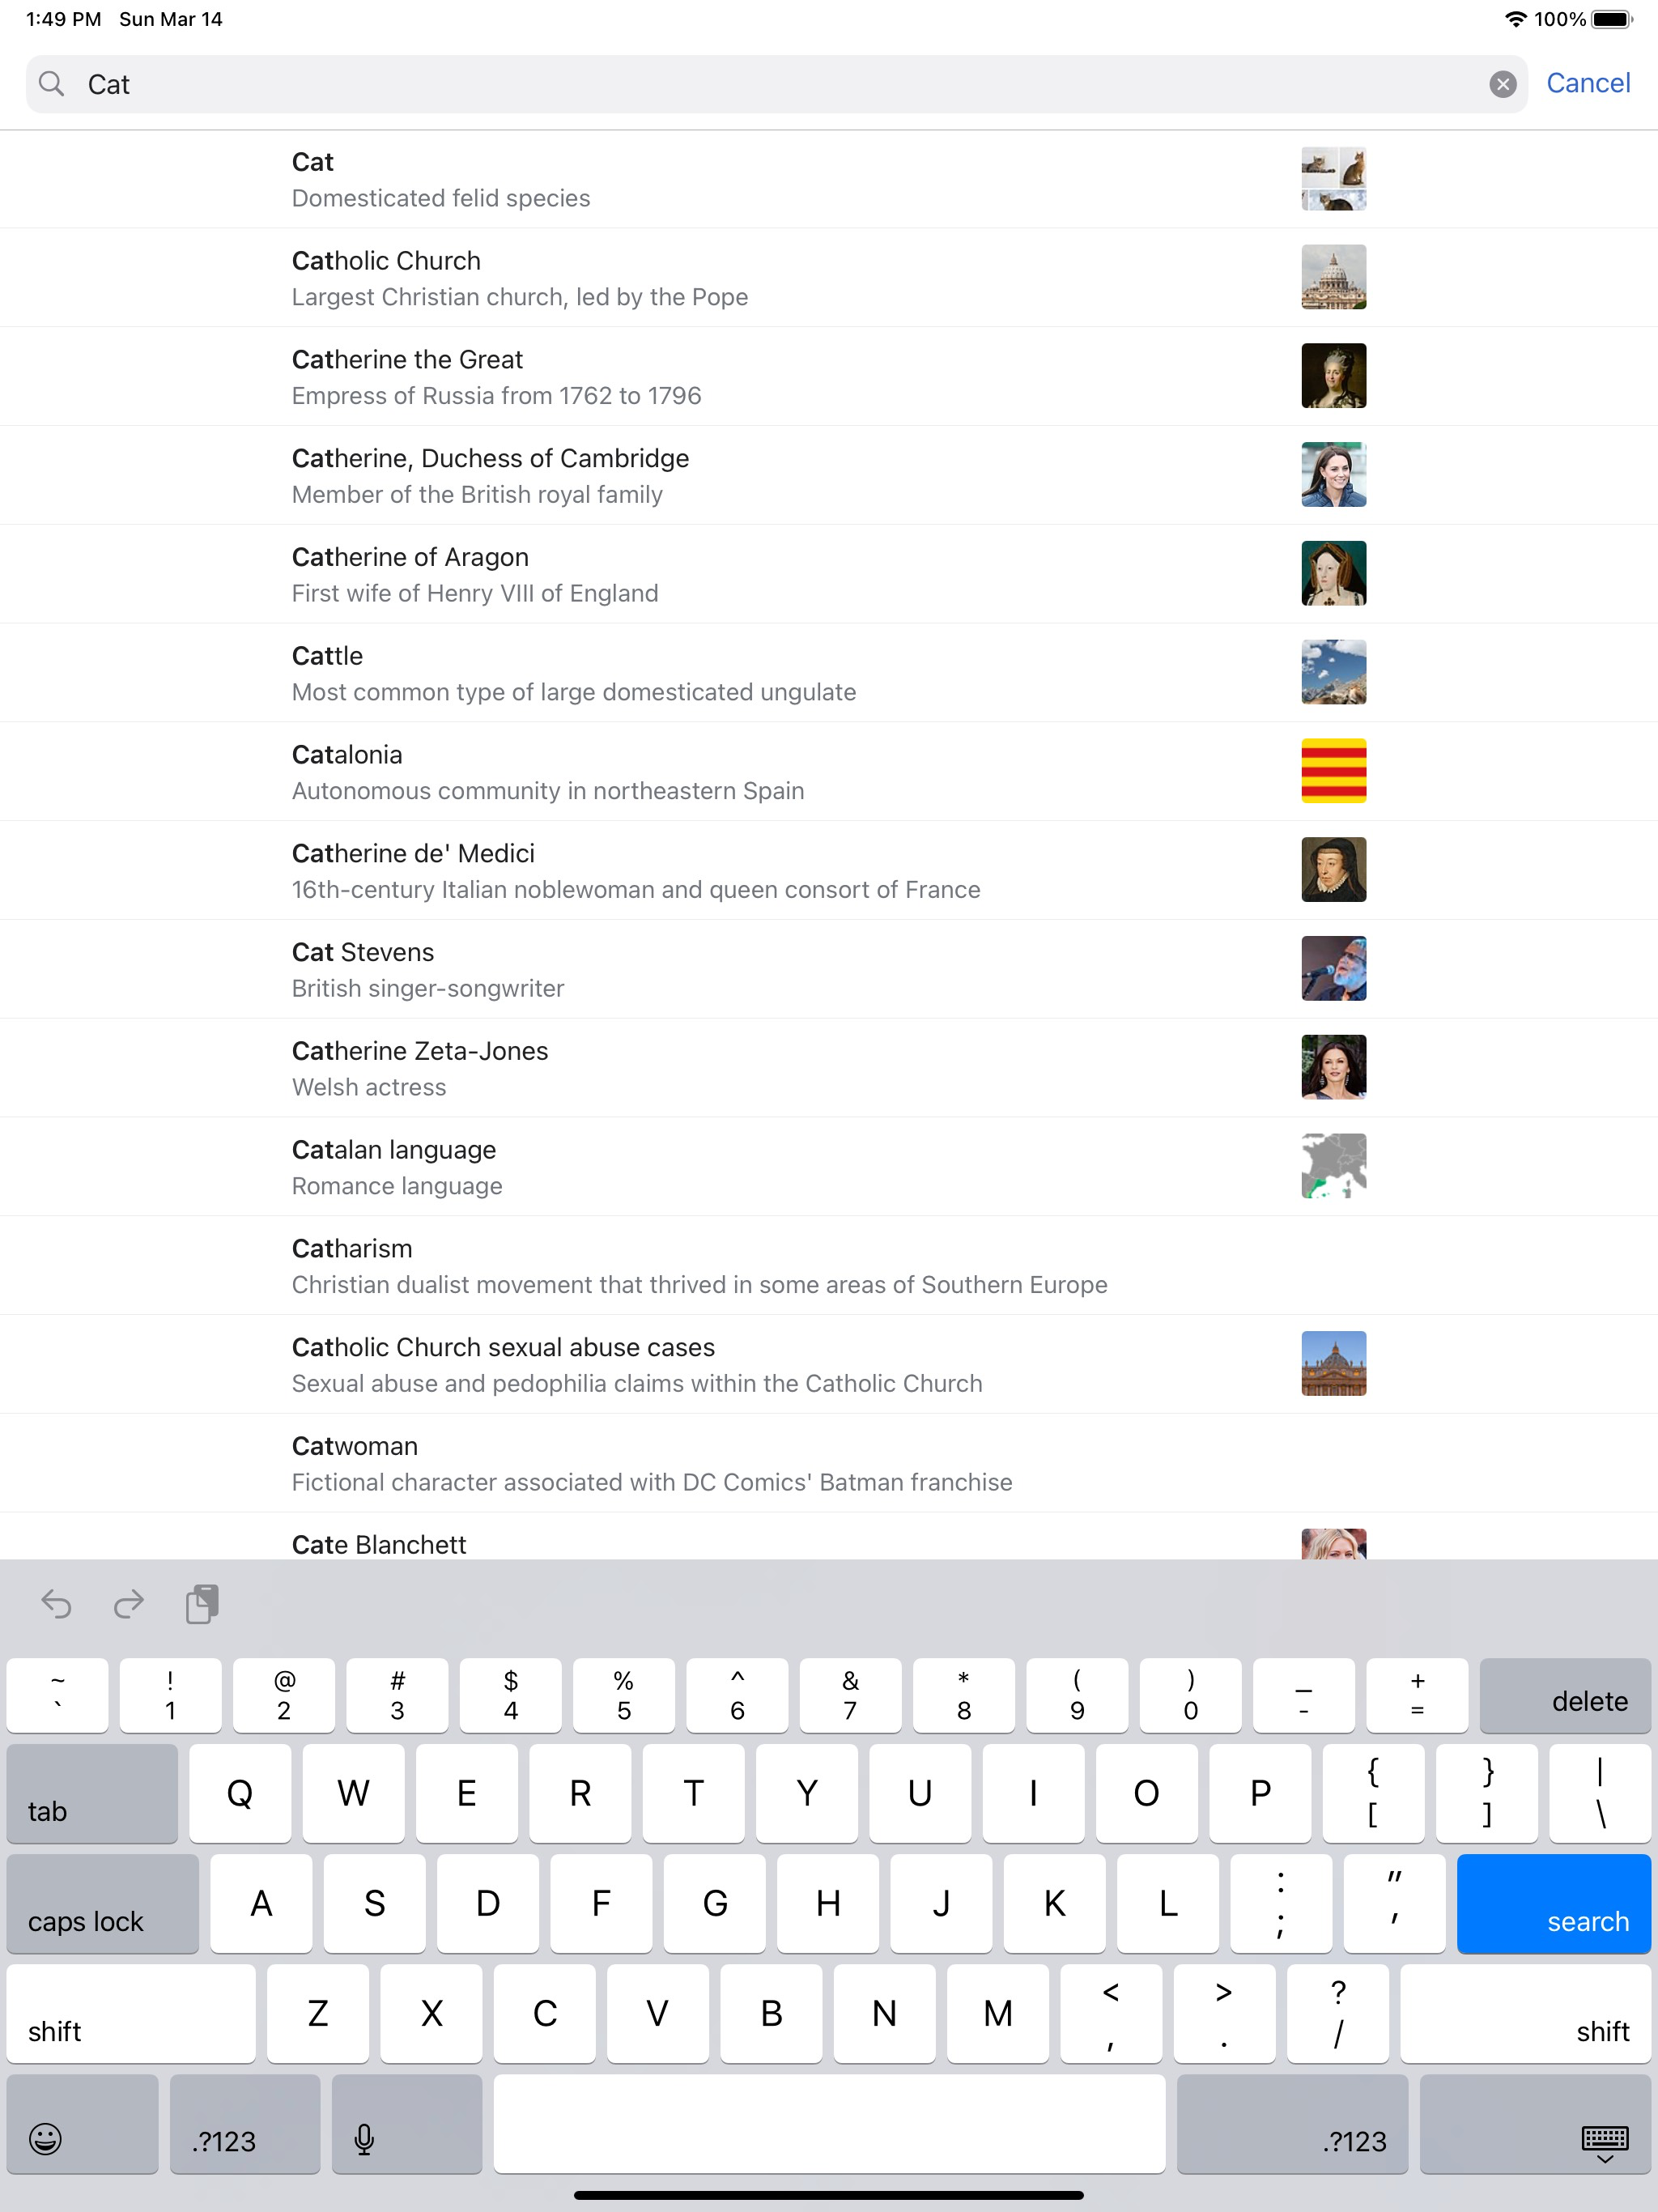 1:49 PM Sun Mar 14 100%
Cat Cancel
Cat
Domesticated felid species
Catholic Church
Largest Christian church, led by the Pope
Catherine the Great
Empress of Russia from 1762 to 1796
Catherine, Duchess of Cambridge
Member of the British royal family
Catherine of Aragon
First wife of Henry VIII of England
Cattle
Most common type of large domesticated ungulate
Catalonia
Autonomous community in northeastern Spain
Catherine de' Medici
16th-century Italian noblewoman and queen consort of France
Cat Stevens
British singer-songwriter
Catherine Zeta-Jones
Welsh actress
Catalan language
Romance language
Catharism
Christian dualist movement that thrived in some areas of Southern Europe
Catholic Church sexual abuse cases
Sexual abuse and pedophilia claims within the Catholic Church
Catwoman
Fictional character associated with DC Comics' Batman franchise
Cate Blanchett
~ ! @ # $ % ^ & * ( ) _ +
` 1 2 3 4 5 6 7 8 9 0 - = delete
tab Q W E R T Y U I O P { } |
[ ] \
caps lock A S D F G H J K L : "
; ' search
shift Z X C V B N M < > ?
, . / shift
.?123 .?123